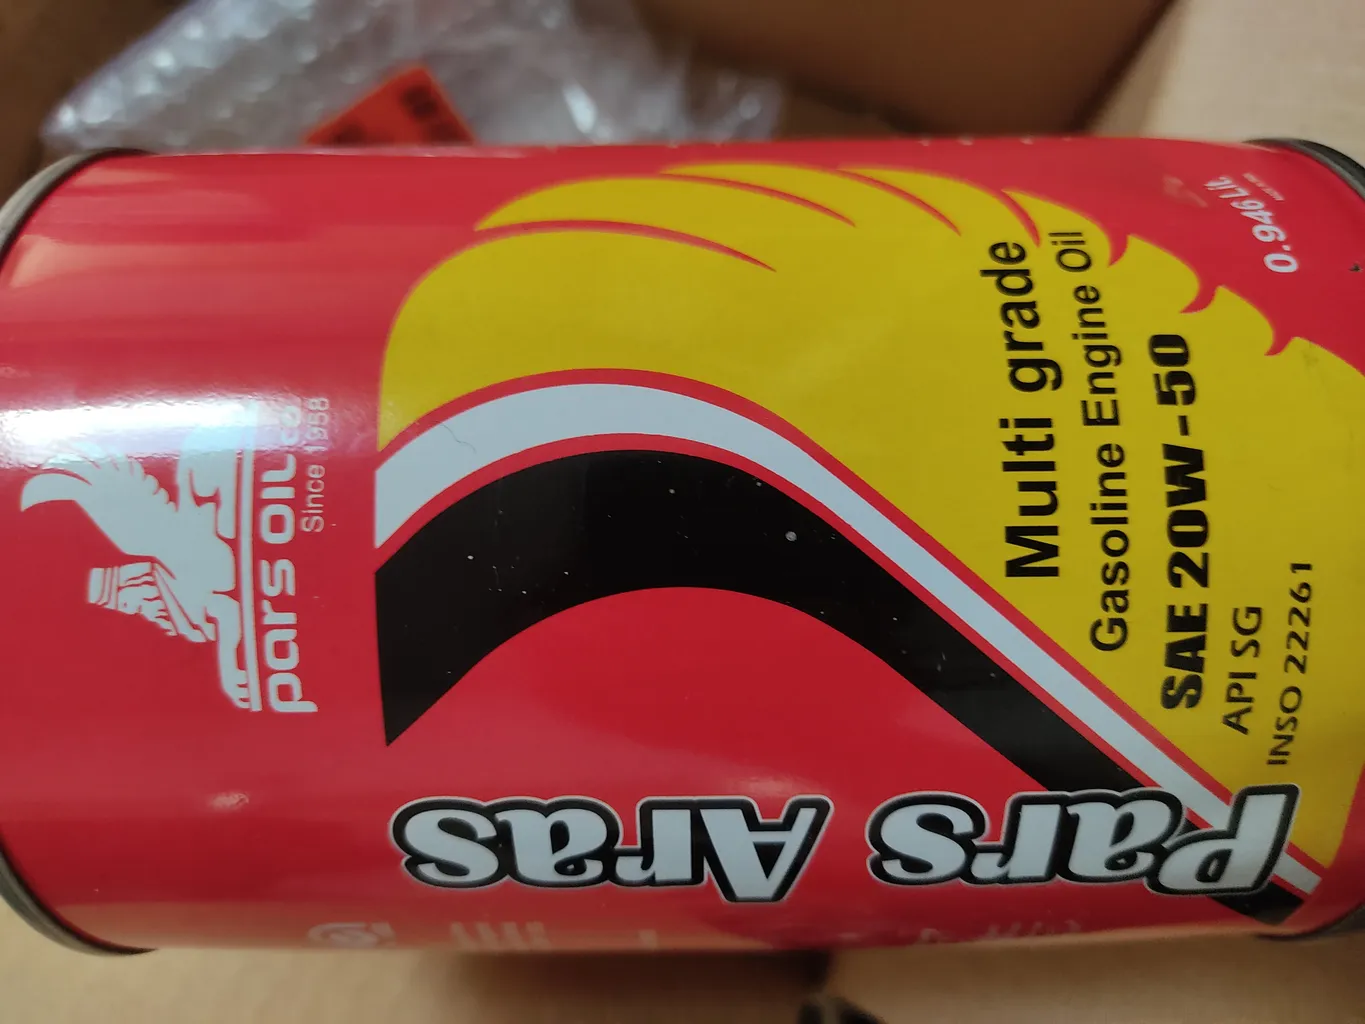 pars OIL co
Since 1958
Multi grade
Gasoline Engine Oil
SAE 20W-50
API SG
INSO 22261
0.946 Lit.
Pars Aras